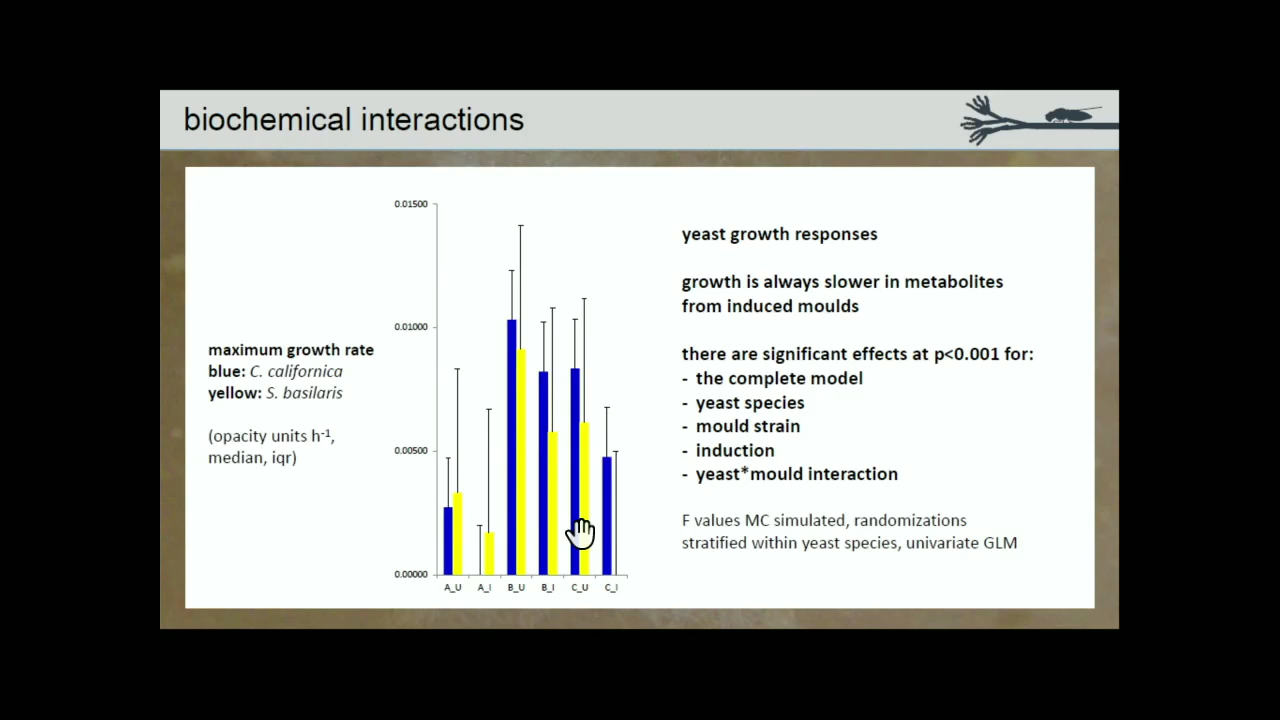 biochemical interactions
maximum growth rate
blue: C. californica
yellow: S. basilaris
(opacity units h-1,
median, iqr)
0.01500
0.01000
0.00500
0.00000
A_U A_I B_U B_I C_U C_I
yeast growth responses
growth is always slower in metabolites
from induced moulds
there are significant effects at p<0.001 for:
- the complete model
- yeast species
- mould strain
- induction
- yeast*mould interaction
F values MC simulated, randomizations
stratified within yeast species, univariate GLM